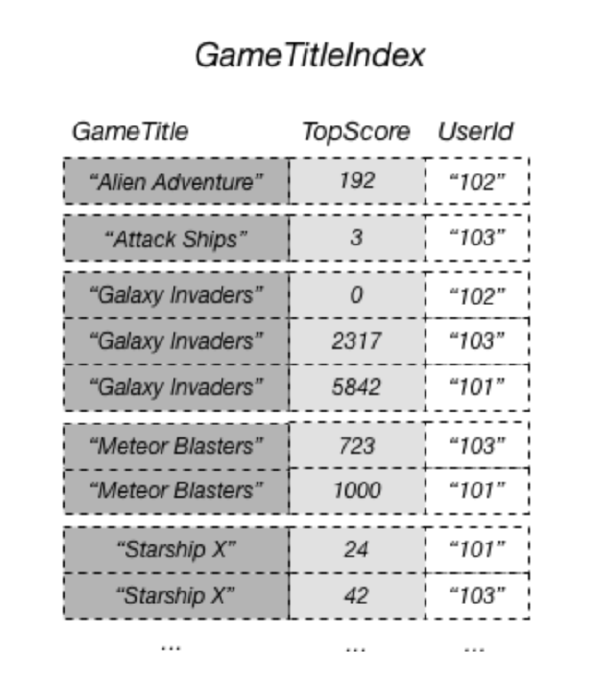 GameTitleIndex
GameTitle TopScore UserId
“Alien Adventure” 192 “102”
“Attack Ships” 3 “103”
“Galaxy Invaders” 0 “102”
“Galaxy Invaders” 2317 “103”
“Galaxy Invaders” 5842 “101”
“Meteor Blasters” 723 “103”
“Meteor Blasters” 1000 “101”
“Starship X” 24 “101”
“Starship X” 42 “103”
... ... ...